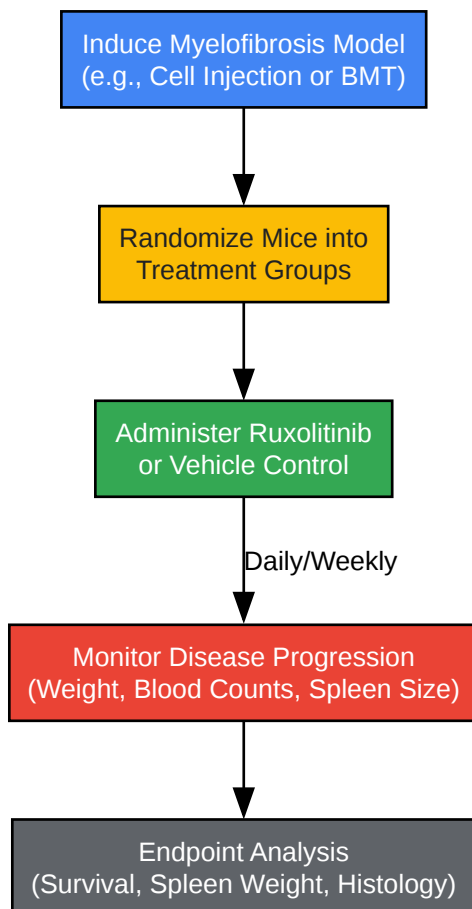 Induce Myelofibrosis Model
(e.g., Cell Injection or BMT)
Randomize Mice into
Treatment Groups
Administer Ruxolitinib
or Vehicle Control
Daily/Weekly
Monitor Disease Progression
(Weight, Blood Counts, Spleen Size)
Endpoint Analysis
(Survival, Spleen Weight, Histology)